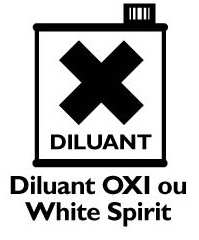 DILUANT
Diluant OXI ou
White Spirit